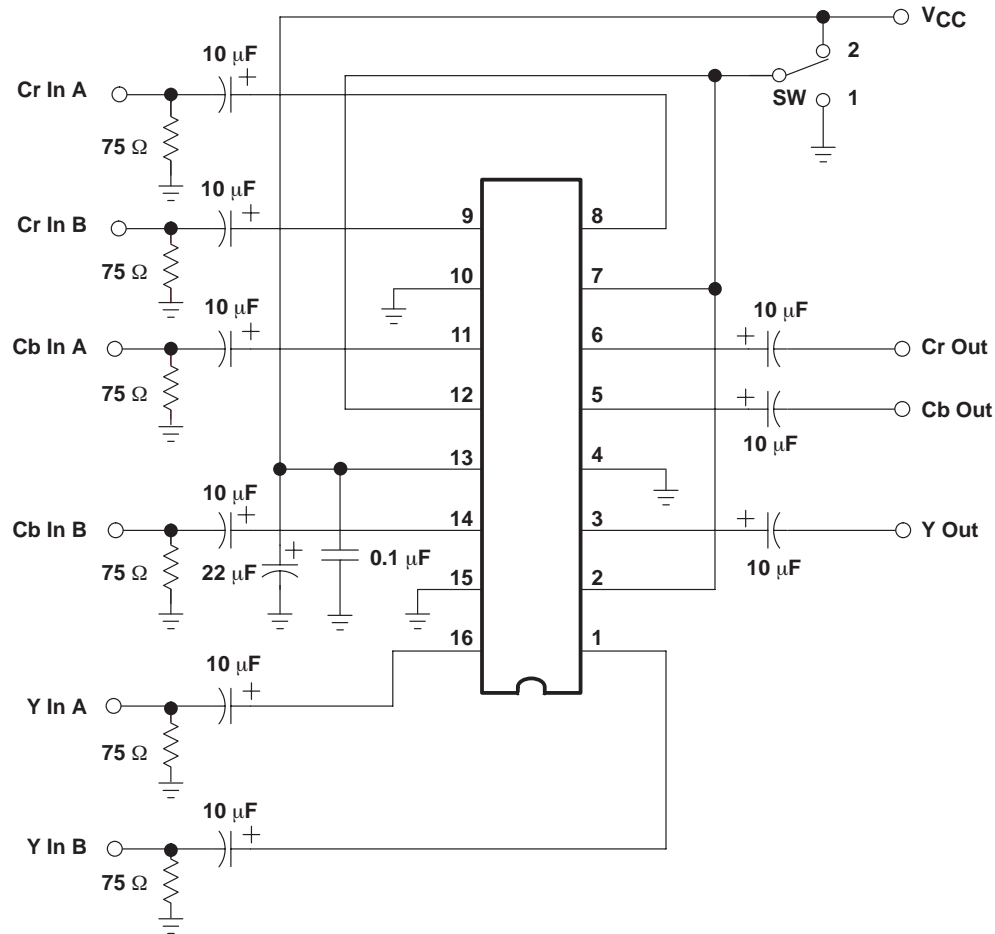 VCC
10 μF
+
2
Cr In A
SW
1
75 Ω
10 μF
+
Cr In B
9
8
75 Ω
10
7
10 μF
+
10 μF
Cb In A
11
6
+
Cr Out
75 Ω
12
5
+
Cb Out
10 μF
13
4
10 μF
+
Cb In B
14
3
+
Y Out
75 Ω
22 μF
+
0.1 μF
10 μF
15
2
16
1
10 μF
+
Y In A
75 Ω
10 μF
+
Y In B
75 Ω